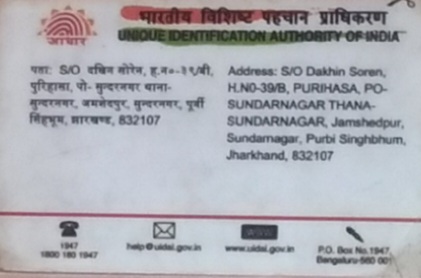 भारतीय विशिष्ट पहचान प्राधिकरण
UNIQUE IDENTIFICATION AUTHORITY OF INDIA
आधार
पता: S/O दखिन सोरेन, ह.न०-३९/बी,
पुरिहासा, पो- सुन्दरनगर थाना-
सुन्दरनगर, जमशेदपुर, सुन्दरनगर, पूर्वी
सिंहभूम, झारखण्ड, 832107
Address: S/O Dakhin Soren,
H.N0-39/B, PURIHASA, PO-
SUNDARNAGAR THANA-
SUNDARNAGAR, Jamshedpur,
Sundarnagar, Purbi Singhbhum,
Jharkhand, 832107
1947
1800 180 1947
help@uidai.gov.in
www
www.uidai.gov.in
P.O. Box No.1947,
Bengaluru-560 001